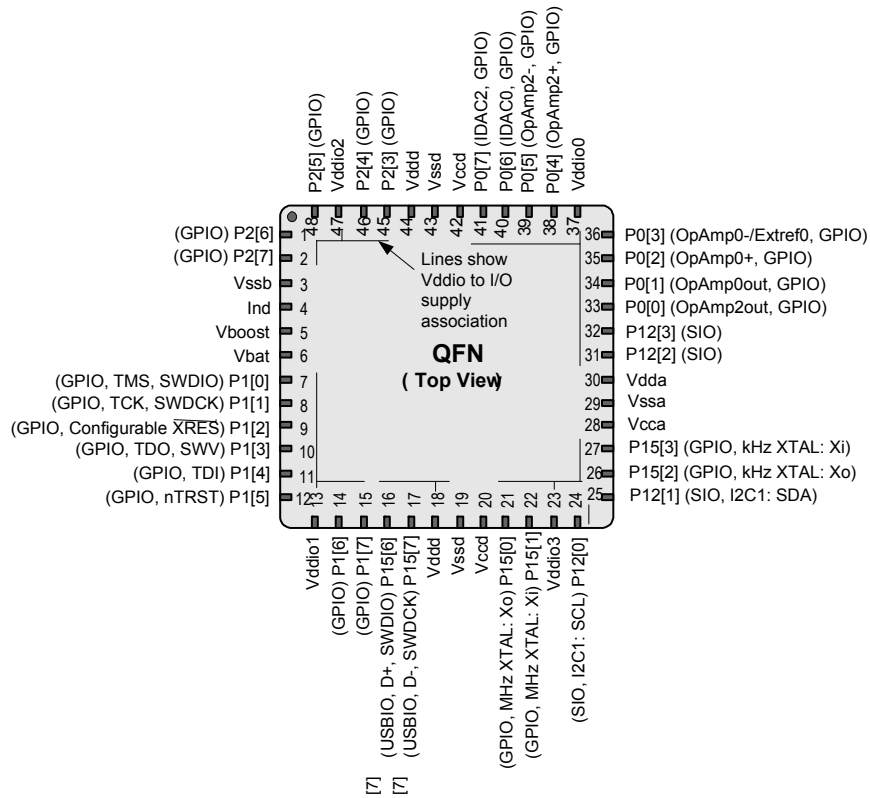 P2[5] (GPIO)
Vddio2
P2[4] (GPIO)
P2[3] (GPIO)
Vddd
Vssd
Vccd
P0[7] (IDAC2, GPIO)
P0[6] (IDAC0, GPIO)
P0[5] (OpAmp2-, GPIO)
P0[4] (OpAmp2+, GPIO)
Vddio0
48
47
46
45
44
43
42
41
40
39
38
37
(GPIO) P2[6] 1
(GPIO) P2[7] 2
Vssb 3
Ind 4
Vboost 5
Vbat 6
(GPIO, TMS, SWDIO) P1[0] 7
(GPIO, TCK, SWDCK) P1[1] 8
(GPIO, Configurable XRES) P1[2] 9
(GPIO, TDO, SWV) P1[3] 10
(GPIO, TDI) P1[4] 11
(GPIO, nTRST) P1[5] 12
Lines show
Vddio to I/O
supply
association
QFN
( Top View)
36 P0[3] (OpAmp0-/Extref0, GPIO)
35 P0[2] (OpAmp0+, GPIO)
34 P0[1] (OpAmp0out, GPIO)
33 P0[0] (OpAmp2out, GPIO)
32 P12[3] (SIO)
31 P12[2] (SIO)
30 Vdda
29 Vssa
28 Vcca
27 P15[3] (GPIO, kHz XTAL: Xi)
26 P15[2] (GPIO, kHz XTAL: Xo)
25 P12[1] (SIO, I2C1: SDA)
13
14
15
16
17
18
19
20
21
22
23
24
Vddio1
(GPIO) P1[6]
(GPIO) P1[7]
(USBIO, D+, SWDIO) P15[6]
(USBIO, D-, SWDCK) P15[7]
Vddd
Vssd
Vccd
(GPIO, MHz XTAL: Xo) P15[0]
(GPIO, MHz XTAL: Xi) P15[1]
Vddio3
(SIO, I2C1: SCL) P12[0]
[7]
[7]